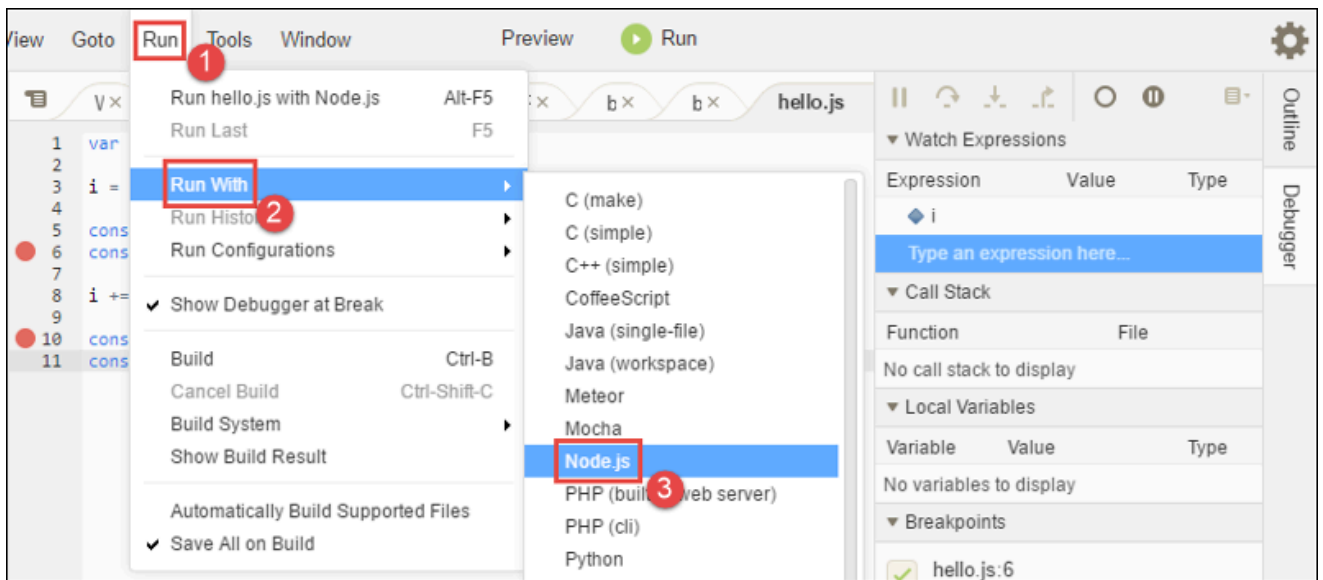 View Goto Run Tools Window Preview Run
1
V × : × b × b × hello.js
Run hello.js with Node.js Alt-F5
Run Last F5
Run With
2
Run Histo
Run Configurations
Show Debugger at Break
Build Ctrl-B
Cancel Build Ctrl-Shift-C
Build System
Show Build Result
Automatically Build Supported Files
Save All on Build
1 var
2
3 i =
4
5 cons
6 cons
7
8 i +=
9
10 cons
11 cons
C (make)
C (simple)
C++ (simple)
CoffeeScript
Java (single-file)
Java (workspace)
Meteor
Mocha
Node.js
3
PHP (built web server)
PHP (cli)
Python
Watch Expressions
Expression Value Type
i
Type an expression here...
Call Stack
Function File
No call stack to display
Local Variables
Variable Value Type
No variables to display
Breakpoints
hello.js:6
Outline
Debugger